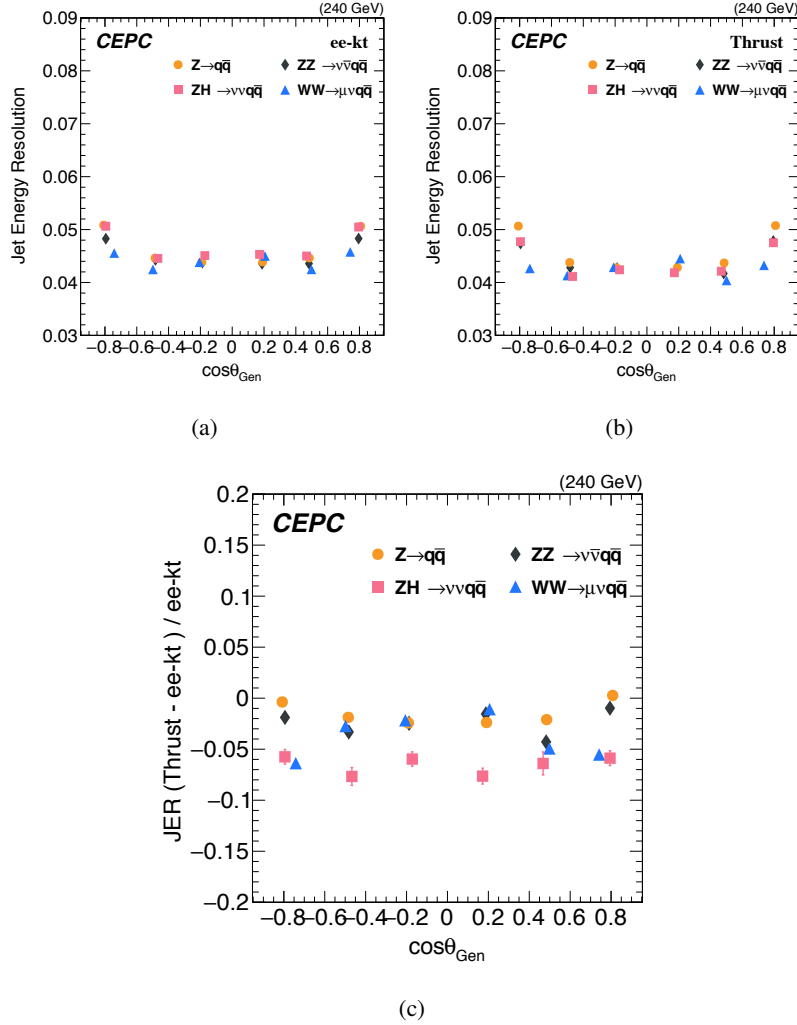 (240 GeV)
CEPC
ee-kt
Z→qq̅
ZZ →νν̅qq̅
ZH →ννqq̅
WW→μνqq̅
0.09
0.08
0.07
0.06
0.05
0.04
0.03
Jet Energy Resolution
−0.8 −0.6 −0.4 −0.2 0 0.2 0.4 0.6 0.8
cosθGen
(a)
(240 GeV)
CEPC
Thrust
Z→qq̅
ZZ →νν̅qq̅
ZH →ννqq̅
WW→μνqq̅
0.09
0.08
0.07
0.06
0.05
0.04
0.03
Jet Energy Resolution
−0.8 −0.6 −0.4 −0.2 0 0.2 0.4 0.6 0.8
cosθGen
(b)
(240 GeV)
CEPC
Z→qq̅
ZZ →νν̅qq̅
ZH →ννqq̅
WW→μνqq̅
0.2
0.15
0.1
0.05
0
−0.05
−0.1
−0.15
−0.2
JER (Thrust - ee-kt ) / ee-kt
−0.8 −0.6 −0.4 −0.2 0 0.2 0.4 0.6 0.8
cosθGen
(c)